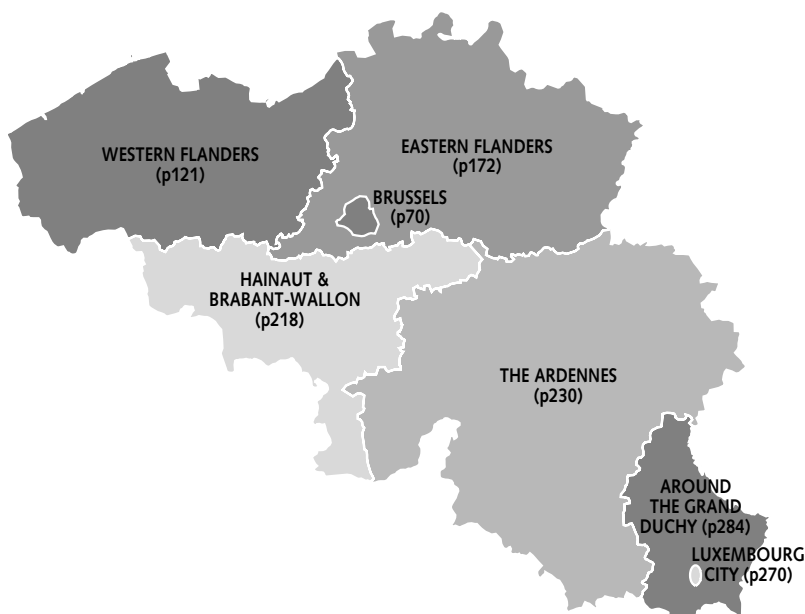 WESTERN FLANDERS
(p121)
EASTERN FLANDERS
(p172)
BRUSSELS
(p70)
HAINAUT &
BRABANT-WALLON
(p218)
THE ARDENNES
(p230)
AROUND
THE GRAND
DUCHY (p284)
LUXEMBOURG
CITY (p270)